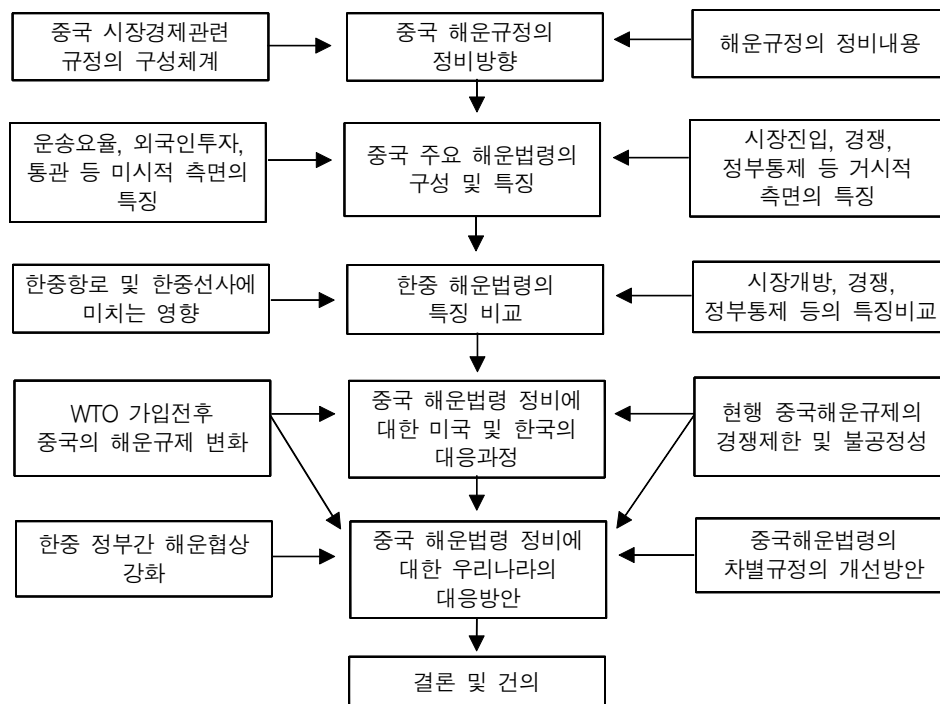 중국 시장경제관련
규정의 구성체계
중국 해운규정의
정비방향
해운규정의 정비내용
운송요율, 외국인투자,
통관 등 미시적 측면의
특징
중국 주요 해운법령의
구성 및 특징
시장진입, 경쟁,
정부통제 등 거시적
측면의 특징
한중항로 및 한중선사에
미치는 영향
한중 해운법령의
특징 비교
시장개방, 경쟁,
정부통제 등의 특징비교
WTO 가입전후
중국의 해운규제 변화
중국 해운법령 정비에
대한 미국 및 한국의
대응과정
현행 중국해운규제의
경쟁제한 및 불공정성
한중 정부간 해운협상
강화
중국 해운법령 정비에
대한 우리나라의
대응방안
중국해운법령의
차별규정의 개선방안
결론 및 건의